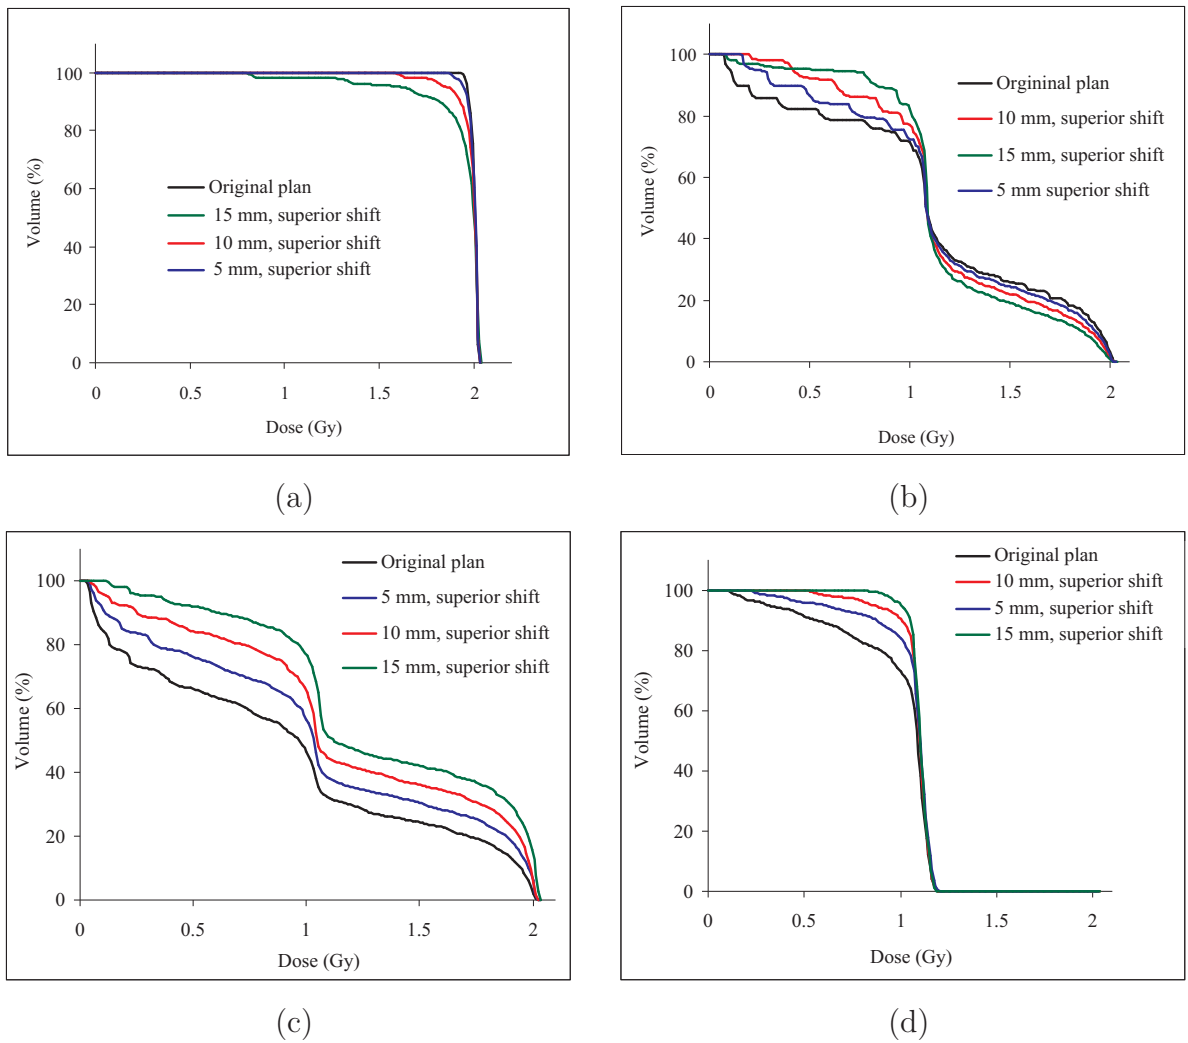 100
80
60
40
20
0
Volume (%)
Original plan
15 mm, superior shift
10 mm, superior shift
5 mm, superior shift
0 0.5 1 1.5 2
Dose (Gy)
(a)
100
80
60
40
20
0
Volume (%)
Orgininal plan
10 mm, superior shift
15 mm, superior shift
5 mm superior shift
0 0.5 1 1.5 2
Dose (Gy)
(b)
100
80
60
40
20
0
Volume (%)
Original plan
5 mm, superior shift
10 mm, superior shift
15 mm, superior shift
0 0.5 1 1.5 2
Dose (Gy)
(c)
100
80
60
40
20
0
Volume (%)
Original plan
10 mm, superior shift
5 mm, superior shift
15 mm, superior shift
0 0.5 1 1.5 2
Dose (Gy)
(d)